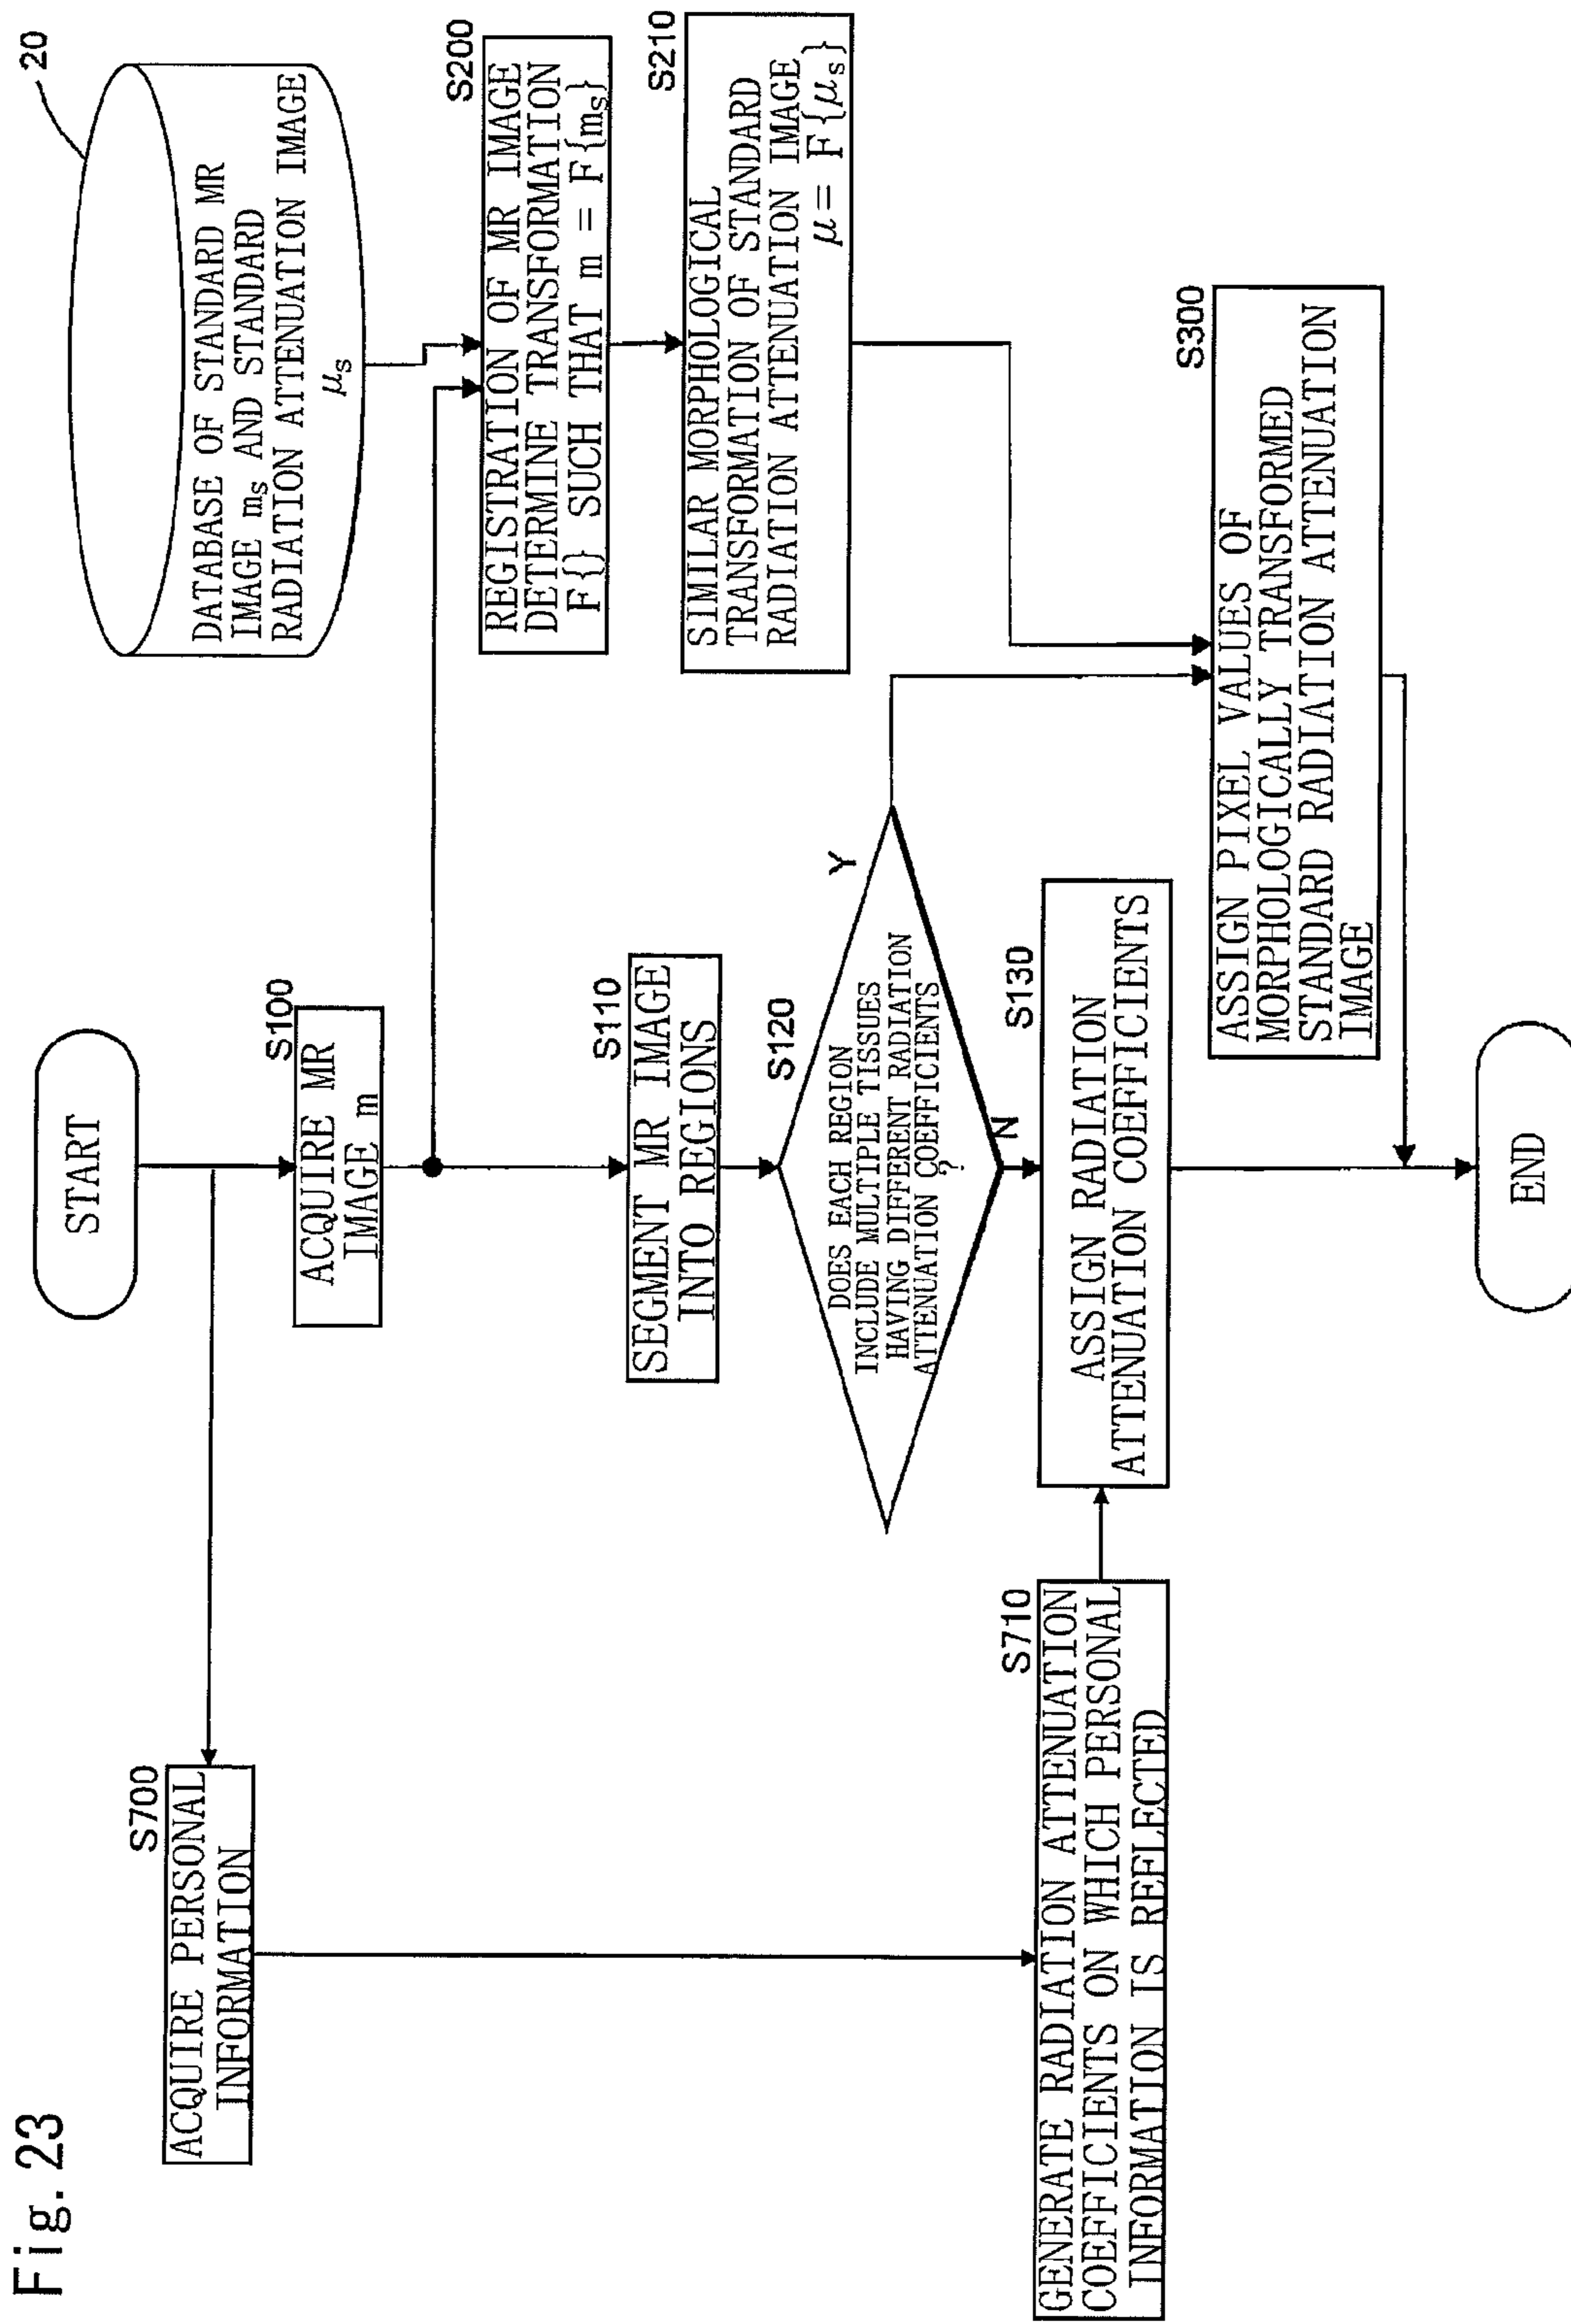 Fig. 23
START
S700
ACQUIRE PERSONAL
INFORMATION
S100
ACQUIRE MR
IMAGE m
20
DATABASE OF STANDARD MR
IMAGE ms AND STANDARD
RADIATION ATTENUATION IMAGE
μs
S200
REGISTRATION OF MR IMAGE
DETERMINE TRANSFORMATION
F{} SUCH THAT m = F{ms}
S110
SEGMENT MR IMAGE
INTO REGIONS
S210
SIMILAR MORPHOLOGICAL
TRANSFORMATION OF STANDARD
RADIATION ATTENUATION IMAGE
μ = F{μs}
S120
DOES EACH REGION
INCLUDE MULTIPLE TISSUES
HAVING DIFFERENT RADIATION
ATTENUATION COEFFICIENTS
?
Y
N
S710
GENERATE RADIATION ATTENUATION
COEFFICIENTS ON WHICH PERSONAL
INFORMATION IS REFLECTED
S130
ASSIGN RADIATION
ATTENUATION COEFFICIENTS
S300
ASSIGN PIXEL VALUES OF
MORPHOLOGICALLY TRANSFORMED
STANDARD RADIATION ATTENUATION
IMAGE
END